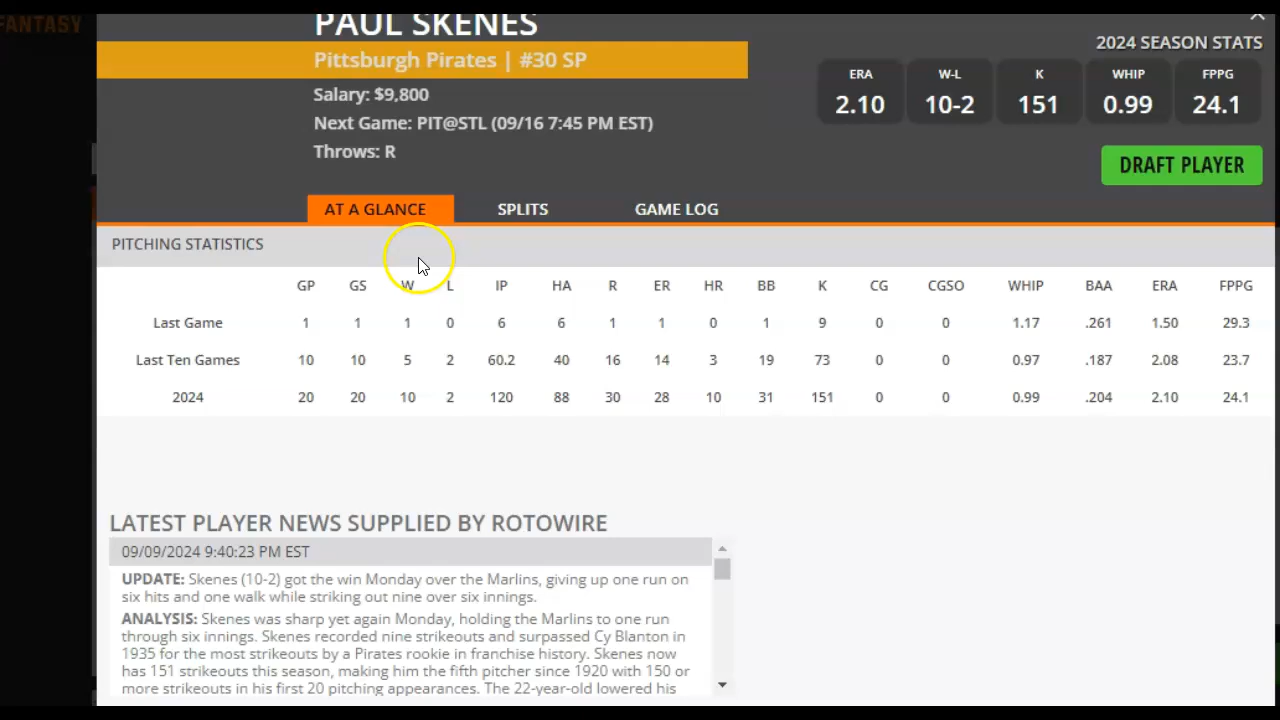 FANTASY
PAUL SKENES
Pittsburgh Pirates | #30 SP
Salary: $9,800
Next Game: PIT@STL (09/16 7:45 PM EST)
Throws: R
2024 SEASON STATS
ERA W-L K WHIP FPPG
2.10 10-2 151 0.99 24.1
DRAFT PLAYER
AT A GLANCE SPLITS GAME LOG
PITCHING STATISTICS
GP GS W L IP HA R ER HR BB K CG CGSO WHIP BAA ERA FPPG
Last Game 1 1 1 0 6 6 1 1 0 1 9 0 0 1.17 .261 1.50 29.3
Last Ten Games 10 10 5 2 60.2 40 16 14 3 19 73 0 0 0.97 .187 2.08 23.7
2024 20 20 10 2 120 88 30 28 10 31 151 0 0 0.99 .204 2.10 24.1
LATEST PLAYER NEWS SUPPLIED BY ROTOWIRE
09/09/2024 9:40:23 PM EST
UPDATE: Skenes (10-2) got the win Monday over the Marlins, giving up one run on
six hits and one walk while striking out nine over six innings.
ANALYSIS: Skenes was sharp yet again Monday, holding the Marlins to one run
through six innings. Skenes recorded nine strikeouts and surpassed Cy Blanton in
1935 for the most strikeouts by a Pirates rookie in franchise history. Skenes now
has 151 strikeouts this season, making him the fifth pitcher since 1920 with 150 or
more strikeouts in his first 20 pitching appearances. The 22-year-old lowered his